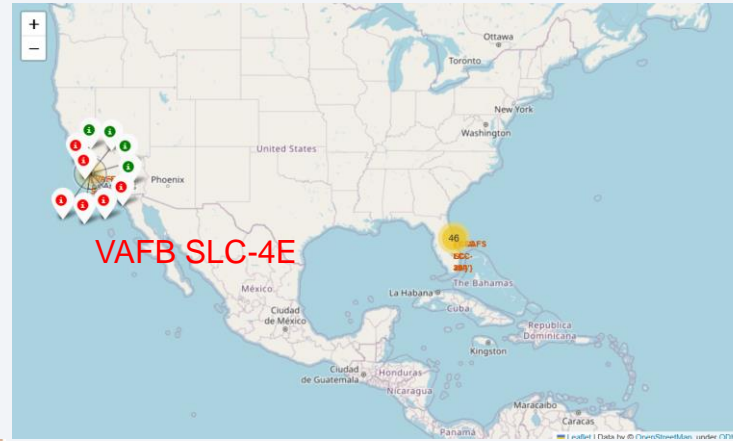 +
−
Ottawa
Toronto
New York
Washington
United States
Phoenix
VAFB SLC-4E
46
The Bahamas
México
Ciudad
de México
La Habana
Cuba
Republica
Dominicana
Kingston
Ciudad
de Guatemala
Honduras
Nicaragua
Maracaibo
Caracas
Panamá
Leaflet | Data by © OpenStreetMap, under